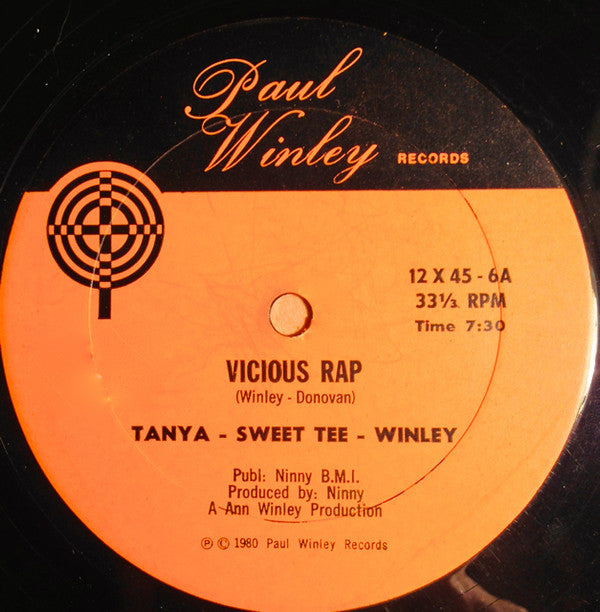 Paul
Winley RECORDS
12 X 45 - 6A
33⅓ RPM
Time 7:30
VICIOUS RAP
(Winley - Donovan)
TANYA - SWEET TEE - WINLEY
Publ: Ninny B.M.I.
Produced by: Ninny
A Ann Winley Production
℗ © 1980 Paul Winley Records